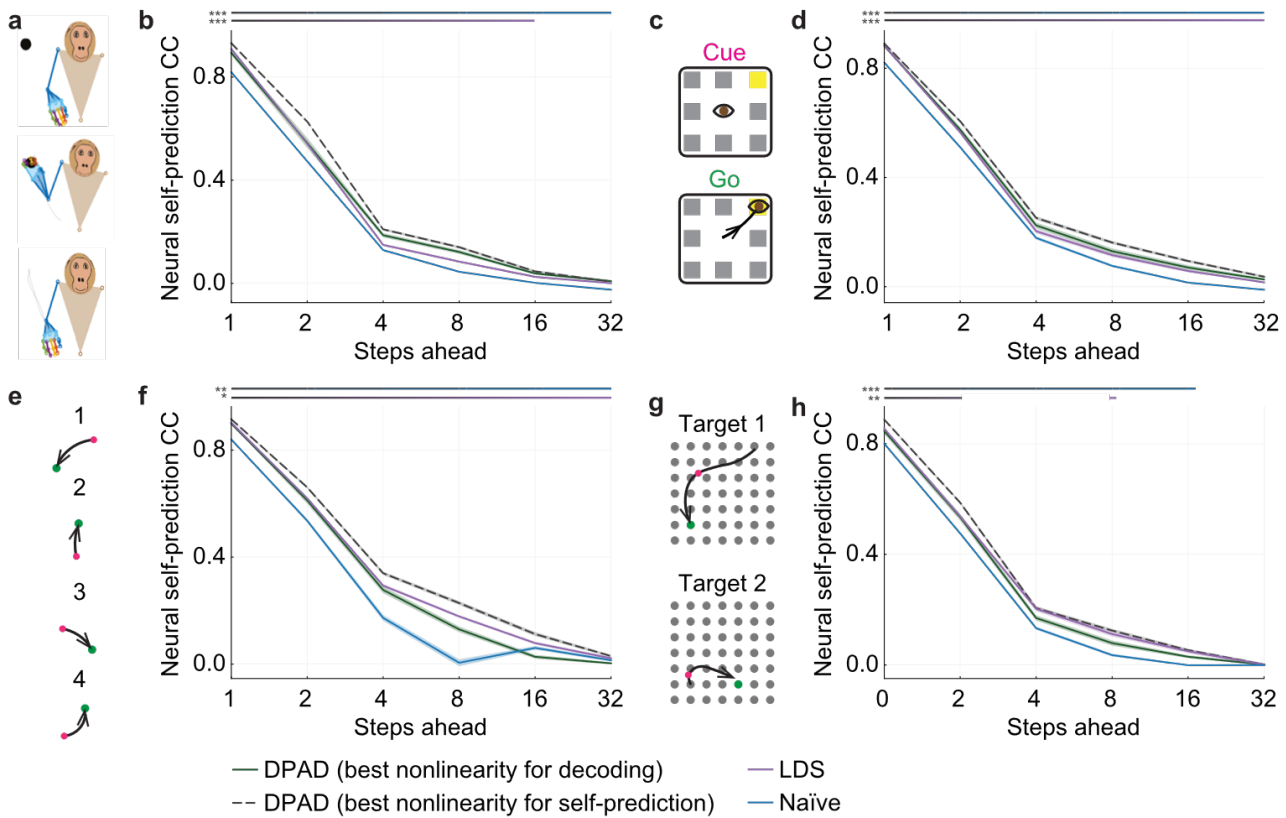 a
b
***
***
Neural self-prediction CC
0.8
0.4
0.0
1
2
4
8
16
32
Steps ahead
c
Cue
Go
d
***
***
Neural self-prediction CC
0.8
0.4
0.0
1
2
4
8
16
32
Steps ahead
e
1
2
3
4
f
**
*
Neural self-prediction CC
0.8
0.4
0.0
1
2
4
8
16
32
Steps ahead
g
Target 1
Target 2
h
***
**
Neural self-prediction CC
0.8
0.4
0.0
0
2
4
8
16
32
Steps ahead
DPAD (best nonlinearity for decoding)
DPAD (best nonlinearity for self-prediction)
LDS
Naïve